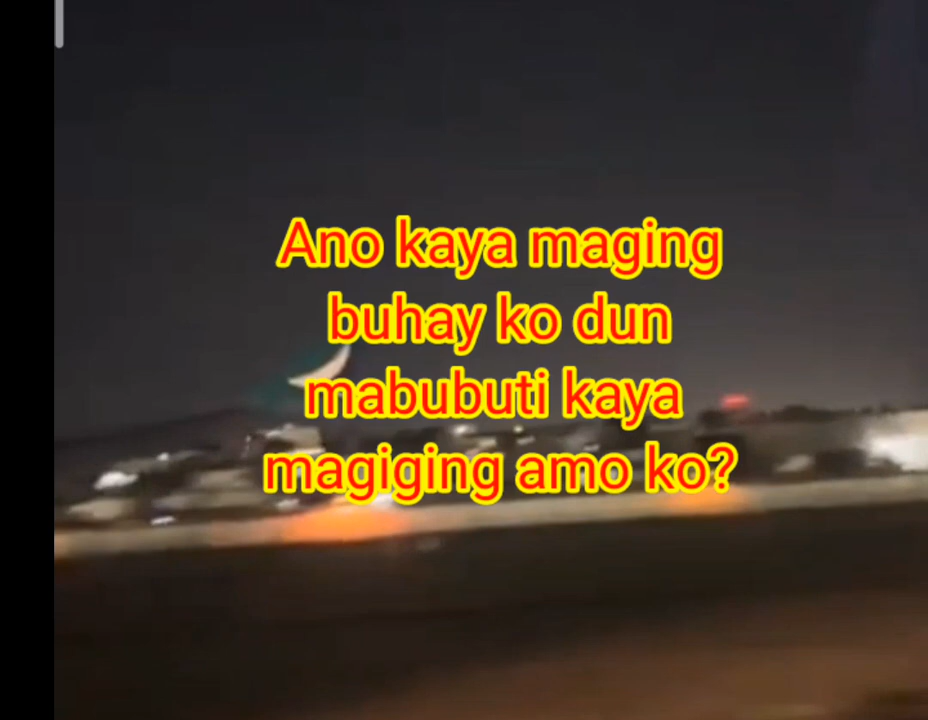 Ano kaya maging
buhay ko dun
mabubuti kaya
magiging amo ko?